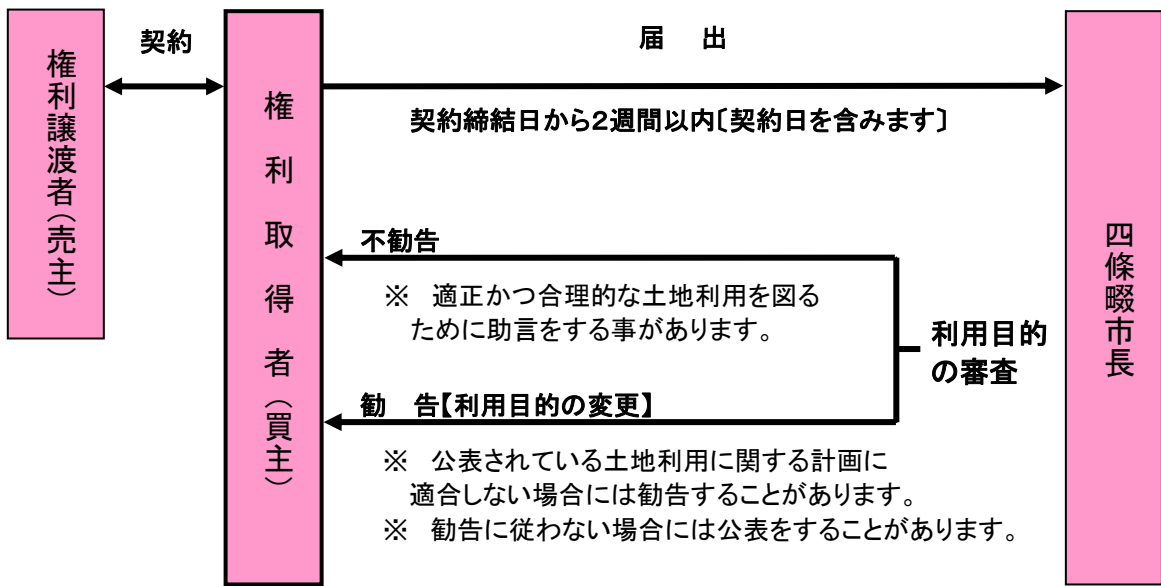 権利譲渡者(売主)
契約
権利取得者(買主)
届 出
契約締結日から2週間以内〔契約日を含みます〕
不勧告
※ 適正かつ合理的な土地利用を図る
ために助言をする事があります。
利用目的
の審査
勧 告【利用目的の変更】
※ 公表されている土地利用に関する計画に
適合しない場合には勧告することがあります。
※ 勧告に従わない場合には公表をすることがあります。
四條畷市長